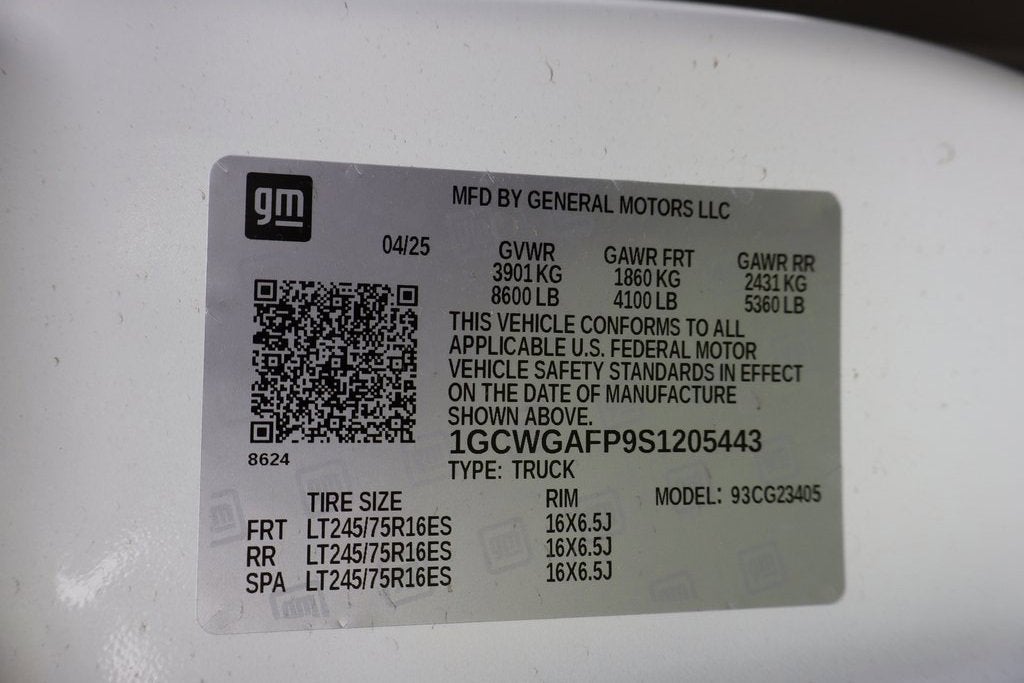 gm
MFD BY GENERAL MOTORS LLC
04/25
GVWR GAWR FRT GAWR RR
3901 KG 1860 KG 2431 KG
8600 LB 4100 LB 5360 LB
THIS VEHICLE CONFORMS TO ALL
APPLICABLE U.S. FEDERAL MOTOR
VEHICLE SAFETY STANDARDS IN EFFECT
ON THE DATE OF MANUFACTURE
SHOWN ABOVE.
1GCWGAFP9S1205443
8624
TYPE: TRUCK
TIRE SIZE RIM MODEL: 93CG23405
FRT LT245/75R16ES 16X6.5J
RR LT245/75R16ES 16X6.5J
SPA LT245/75R16ES 16X6.5J